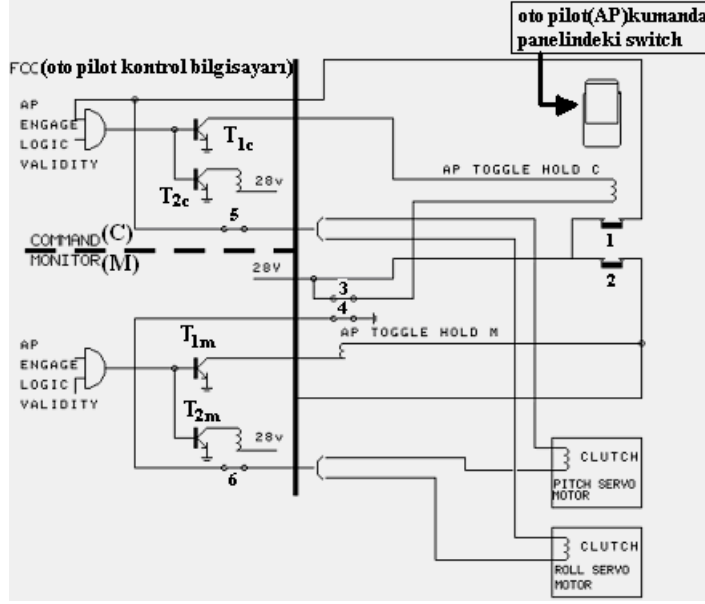 oto pilot(AP)kumanda
panelindeki switch
FCC(oto pilot kontrol bilgisayarı)
AP
ENGAGE
LOGIC
VALIDITY
T1c
T2c
28v
AP TOGGLE HOLD C
5
1
COMMAND(C)
MONITOR(M)
28V
2
3
4
AP TOGGLE HOLD M
AP
ENGAGE
LOGIC
VALIDITY
T1m
T2m
28v
6
CLUTCH
PITCH SERVO
MOTOR
CLUTCH
ROLL SERVO
MOTOR